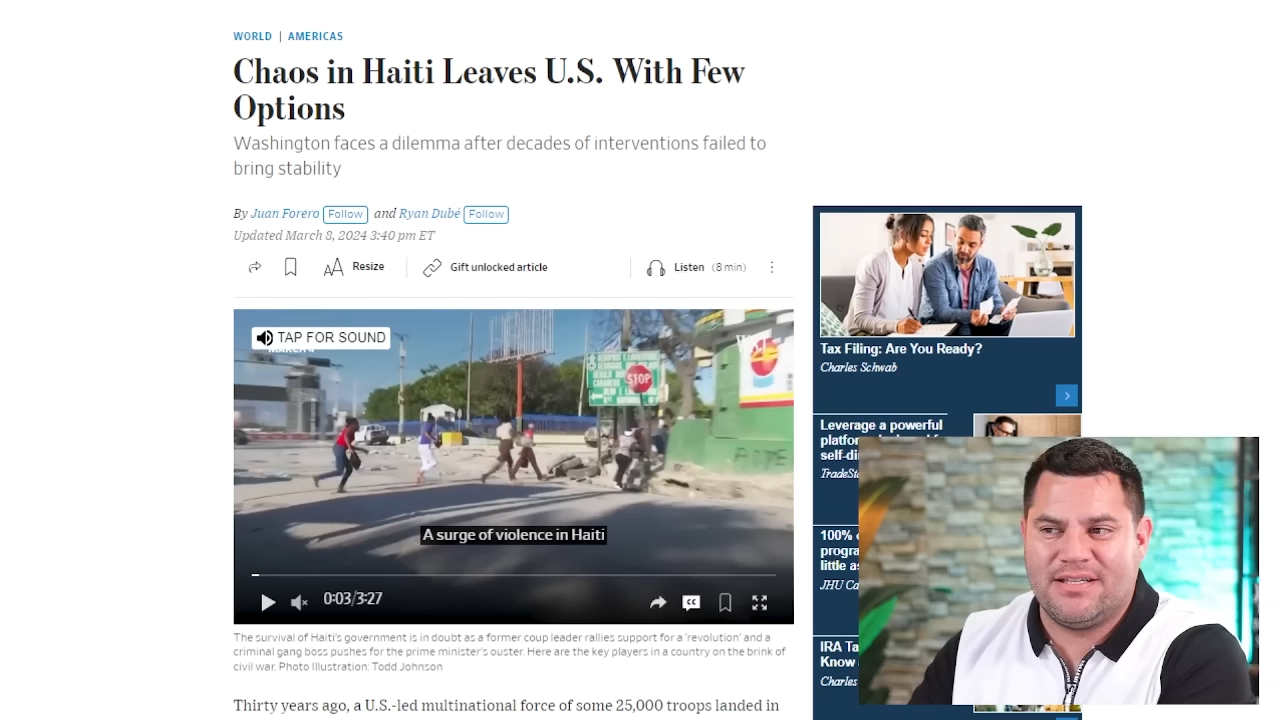 WORLD | AMERICAS
Chaos in Haiti Leaves U.S. With Few
Options
Washington faces a dilemma after decades of interventions failed to
bring stability
By Juan Forero Follow and Ryan Dubé Follow
Updated March 8, 2024 3:40 pm ET
Resize
Gift unlocked article
Listen (8 min)
TAP FOR SOUND
WSJ
STOP
A surge of violence in Haiti
0:03/3:27
CC
The survival of Haiti's government is in doubt as a former coup leader rallies support for a 'revolution' and a
criminal gang boss pushes for the prime minister's ouster. Here are the key players in a country on the brink of
civil war. Photo Illustration: Todd Johnson
Thirty years ago, a U.S.-led multinational force of some 25,000 troops landed in
Tax Filing: Are You Ready?
Charles Schwab
Leverage a powerful
100%
IRA
Know
Charles